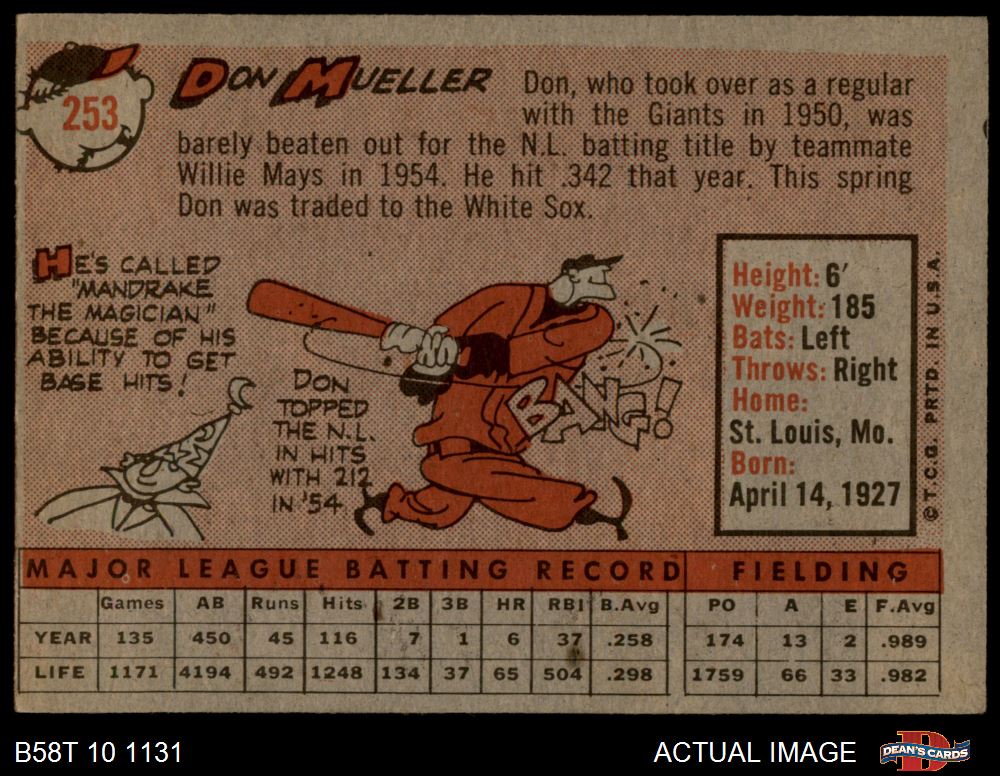 253
DON MUELLER
Don, who took over as a regular
with the Giants in 1950, was
barely beaten out for the N.L. batting title by teammate
Willie Mays in 1954. He hit .342 that year. This spring
Don was traded to the White Sox.
HE'S CALLED
"MANDRAKE
THE MAGICIAN"
BECAUSE OF HIS
ABILITY TO GET
BASE HITS!
DON
TOPPED
THE N.L.
IN HITS
WITH 212
IN '54
BANG!
Height: 6′
Weight: 185
Bats: Left
Throws: Right
Home:
St. Louis, Mo.
Born:
April 14, 1927
© T.C.G. PRTD. IN U.S.A.
MAJOR LEAGUE BATTING RECORD FIELDING
Games AB Runs Hits 2B 3B HR RBI B.Avg PO A E F.Avg
YEAR 135 450 45 116 7 1 6 37 .258 174 13 2 .989
LIFE 1171 4194 492 1248 134 37 65 504 .298 1759 66 33 .982
B58T 10 1131
ACTUAL IMAGE
DEAN'S CARDS